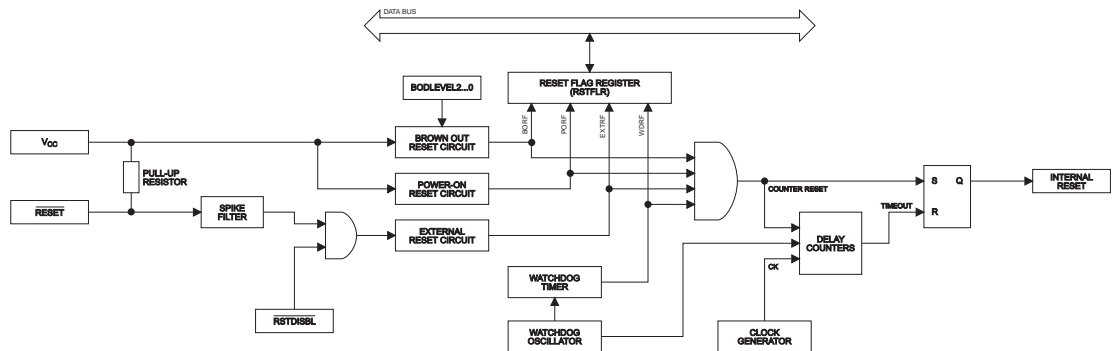 DATA BUS
RESET FLAG REGISTER
(RSTFLR)
BODLEVEL2...0
BORF
PORF
EXTRF
WDRF
VCC
BROWN OUT
RESET CIRCUIT
PULL-UP
RESISTOR
POWER-ON
RESET CIRCUIT
S
Q
INTERNAL
RESET
COUNTER RESET
RESET
SPIKE
FILTER
TIMEOUT
R
EXTERNAL
RESET CIRCUIT
DELAY
COUNTERS
CK
WATCHDOG
TIMER
RSTDISBL
WATCHDOG
OSCILLATOR
CLOCK
GENERATOR